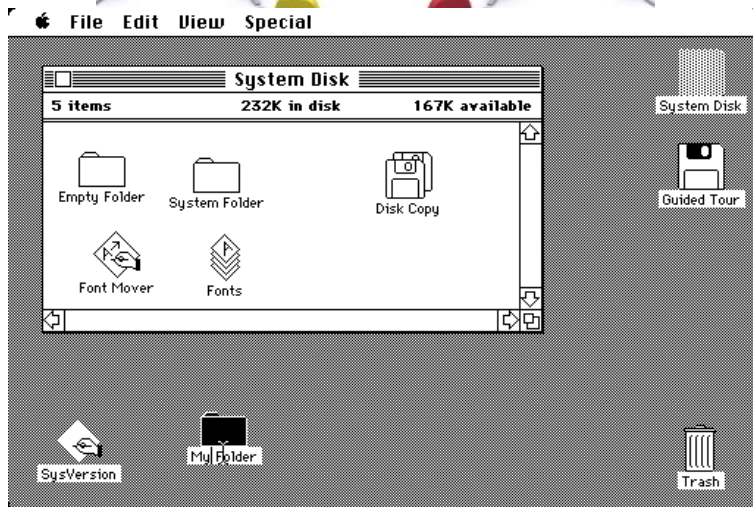 File Edit View Special
System Disk
5 items 232K in disk 167K available
Empty Folder System Folder Disk Copy
Font Mover Fonts
System Disk
Guided Tour
SysVersion
My Folder
Trash